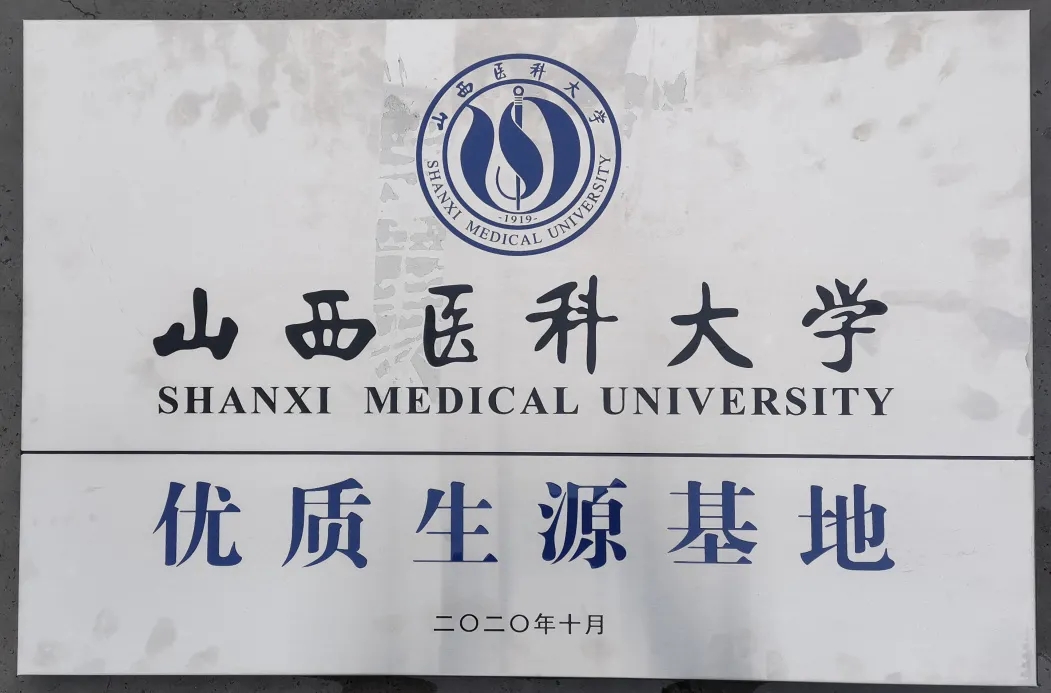 山西医科大学
-1919-
SHANXI MEDICAL UNIVERSITY
山西医科大学
SHANXI MEDICAL UNIVERSITY
优质生源基地
二〇二〇年十月